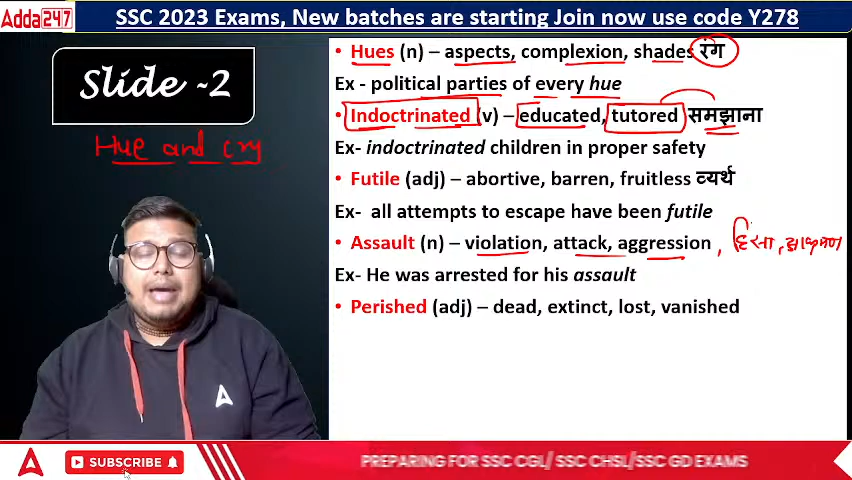 Adda247
SSC 2023 Exams, New batches are starting Join now use code Y278
Slide -2
Hue and cry
• Hues (n) – aspects, complexion, shades रंग
Ex - political parties of every hue
• Indoctrinated (v) – educated, tutored समझाना
Ex- indoctrinated children in proper safety
• Futile (adj) – abortive, barren, fruitless व्यर्थ
Ex- all attempts to escape have been futile
• Assault (n) – violation, attack, aggression , हिंसा, आक्रमण
Ex- He was arrested for his assault
• Perished (adj) – dead, extinct, lost, vanished
SUBSCRIBE
PREPARING FOR SSC CGL/ SSC CHSL/SSC GD EXAMS